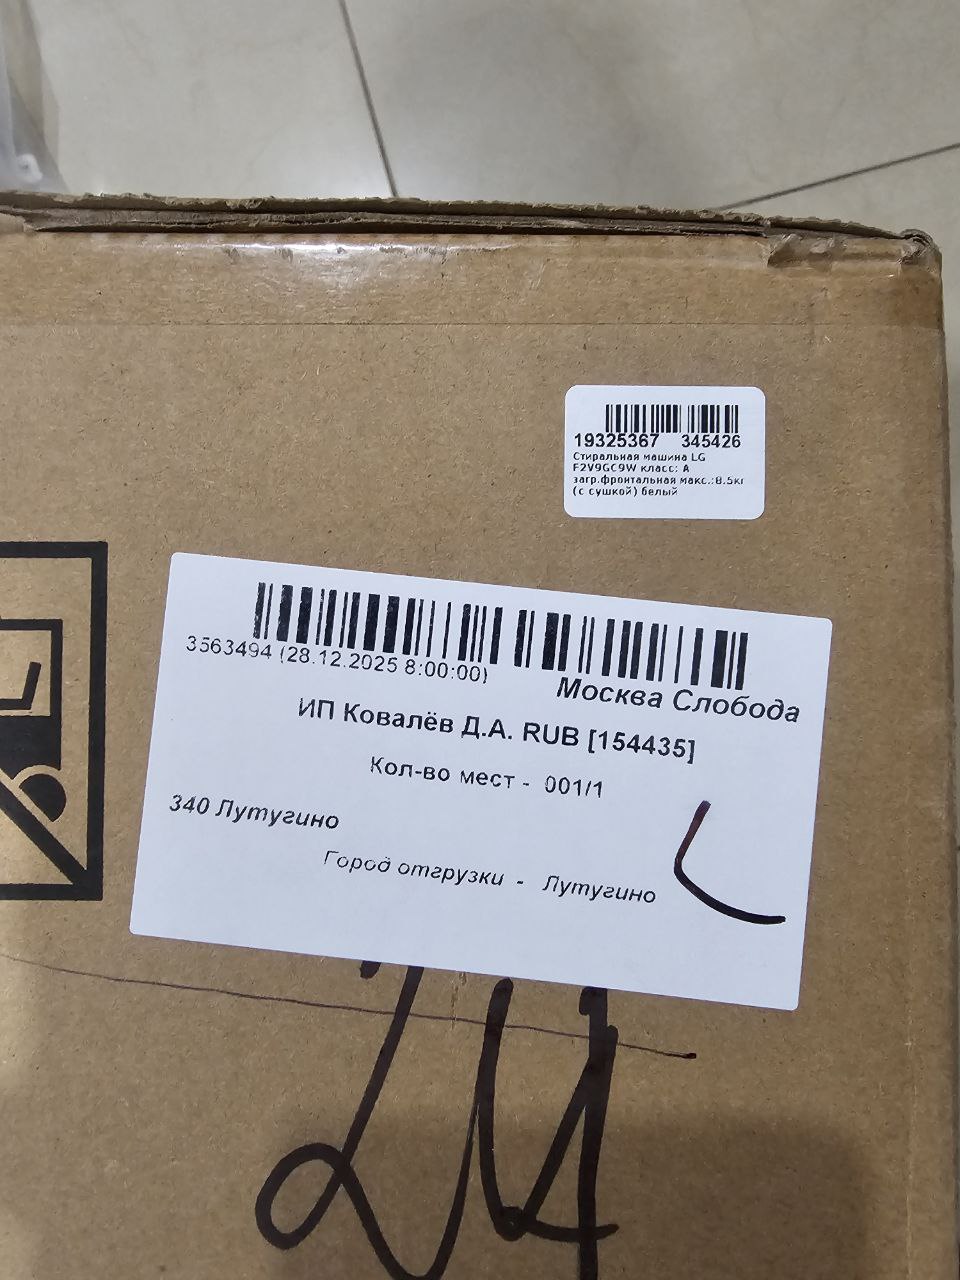 19325367 345426
Стиральная машина LG
F2V9GC9W класс: A
загр.фронтальная макс.:8.5кг
(с сушкой) белый
3563494 (28.12.2025 8:00:00)
Москва Слобода
ИП Ковалёв Д.А. RUB [154435]
Кол-во мест - 001/1
340 Лутугино
Город отгрузки - Лутугино